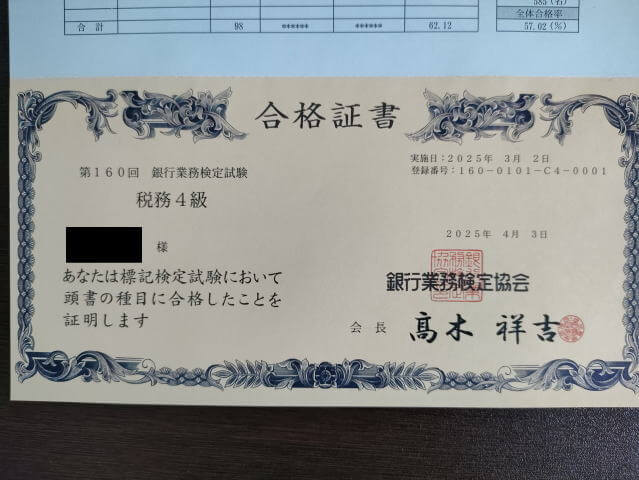 585(名)
全体合格率
合計 98 ****** ****** 62.12 57.02(%)
合格証書
実施日：2025年 3月 2日
登録番号：160-0101-C4-0001
第160回 銀行業務検定試験
税務4級
様
あなたは標記検定試験において
頭書の種目に合格したことを
証明します
2025年 4月 3日
銀行業務検定協会
会長 髙木 祥吉